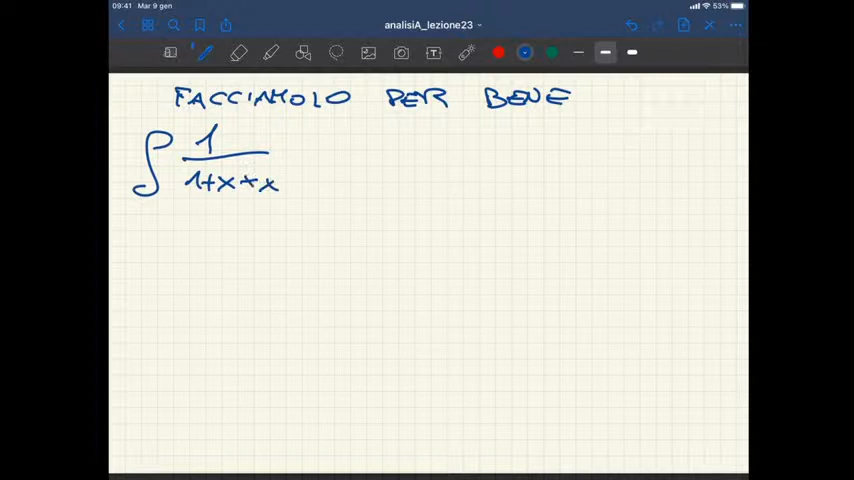 09:41 Mar 9 gen
53%
analisiA_lezione23
FACCIAMOLO PER BENE
∫ 1
1+x+x